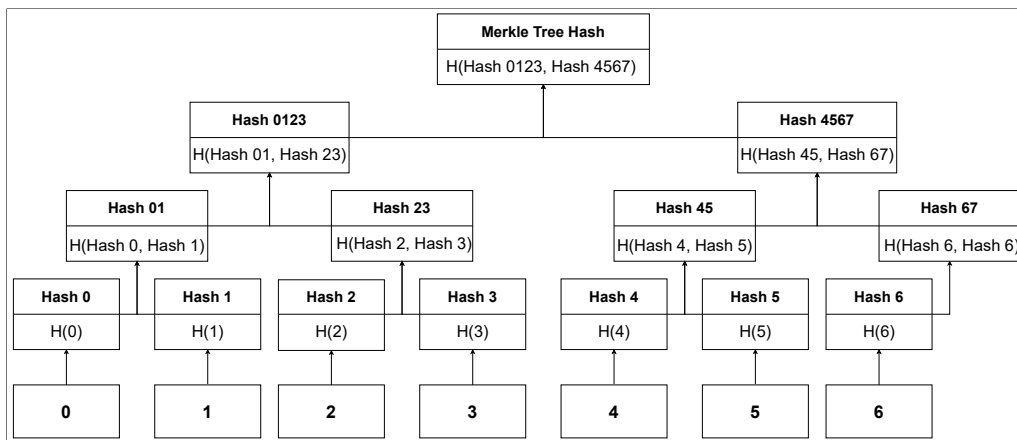 Merkle Tree Hash
H(Hash 0123, Hash 4567)
Hash 0123
H(Hash 01, Hash 23)
Hash 4567
H(Hash 45, Hash 67)
Hash 01
H(Hash 0, Hash 1)
Hash 23
H(Hash 2, Hash 3)
Hash 45
H(Hash 4, Hash 5)
Hash 67
H(Hash 6, Hash 6)
Hash 0
H(0)
Hash 1
H(1)
Hash 2
H(2)
Hash 3
H(3)
Hash 4
H(4)
Hash 5
H(5)
Hash 6
H(6)
0
1
2
3
4
5
6